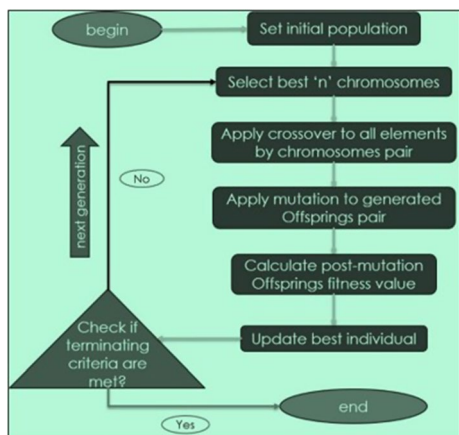 begin
Set initial population
Select best 'n' chromosomes
Apply crossover to all elements
by chromosomes pair
Apply mutation to generated
Offsprings pair
Calculate post-mutation
Offsprings fitness value
Update best individual
Check if
terminating
criteria are
met?
No
next generation
Yes
end